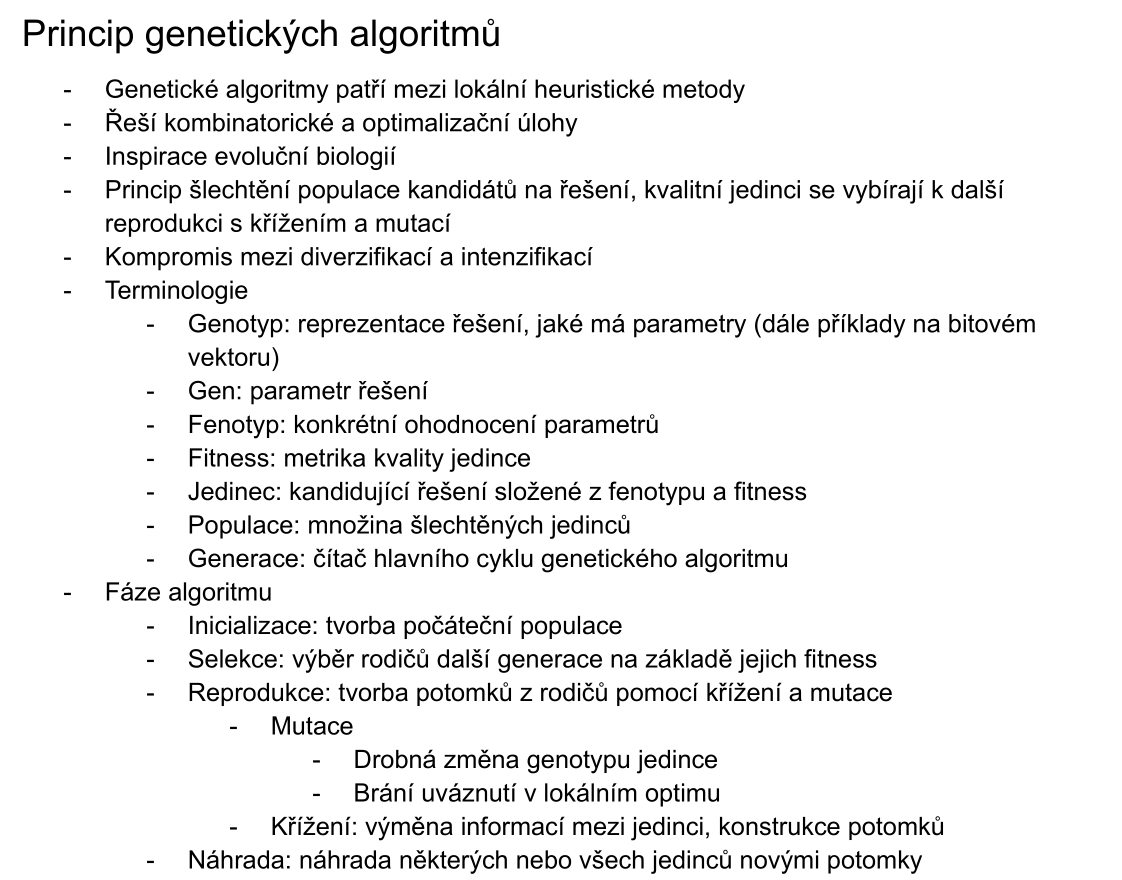 Princip genetických algoritmů
- Genetické algoritmy patří mezi lokální heuristické metody
- Řeší kombinatorické a optimalizační úlohy
- Inspirace evoluční biologií
- Princip šlechtění populace kandidátů na řešení, kvalitní jedinci se vybírají k další
reprodukci s křížením a mutací
- Kompromis mezi diverzifikací a intenzifikací
- Terminologie
- Genotyp: reprezentace řešení, jaké má parametry (dále příklady na bitovém
vektoru)
- Gen: parametr řešení
- Fenotyp: konkrétní ohodnocení parametrů
- Fitness: metrika kvality jedince
- Jedinec: kandidující řešení složené z fenotypu a fitness
- Populace: množina šlechtěných jedinců
- Generace: čítač hlavního cyklu genetického algoritmu
- Fáze algoritmu
- Inicializace: tvorba počáteční populace
- Selekce: výběr rodičů další generace na základě jejich fitness
- Reprodukce: tvorba potomků z rodičů pomocí křížení a mutace
- Mutace
- Drobná změna genotypu jedince
- Brání uváznutí v lokálním optimu
- Křížení: výměna informací mezi jedinci, konstrukce potomků
- Náhrada: náhrada některých nebo všech jedinců novými potomky